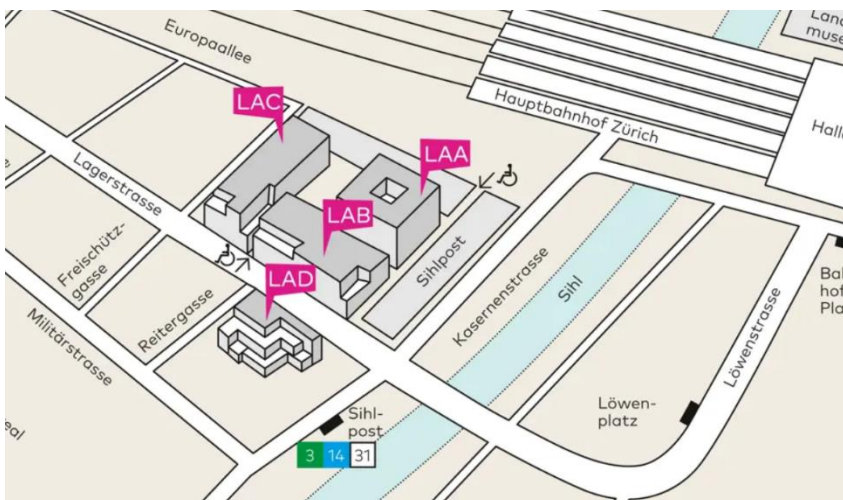 Europaallee
LAC
LAA
LAB
LAD
Hauptbahnhof Zürich
Lagerstrasse
Freischütz-
gasse
Reitergasse
Militärstrasse
Sihlpost
Kasernenstrasse
Sihl
Löwenstrasse
Löwen-
platz
Sihl-
post
3 14 31